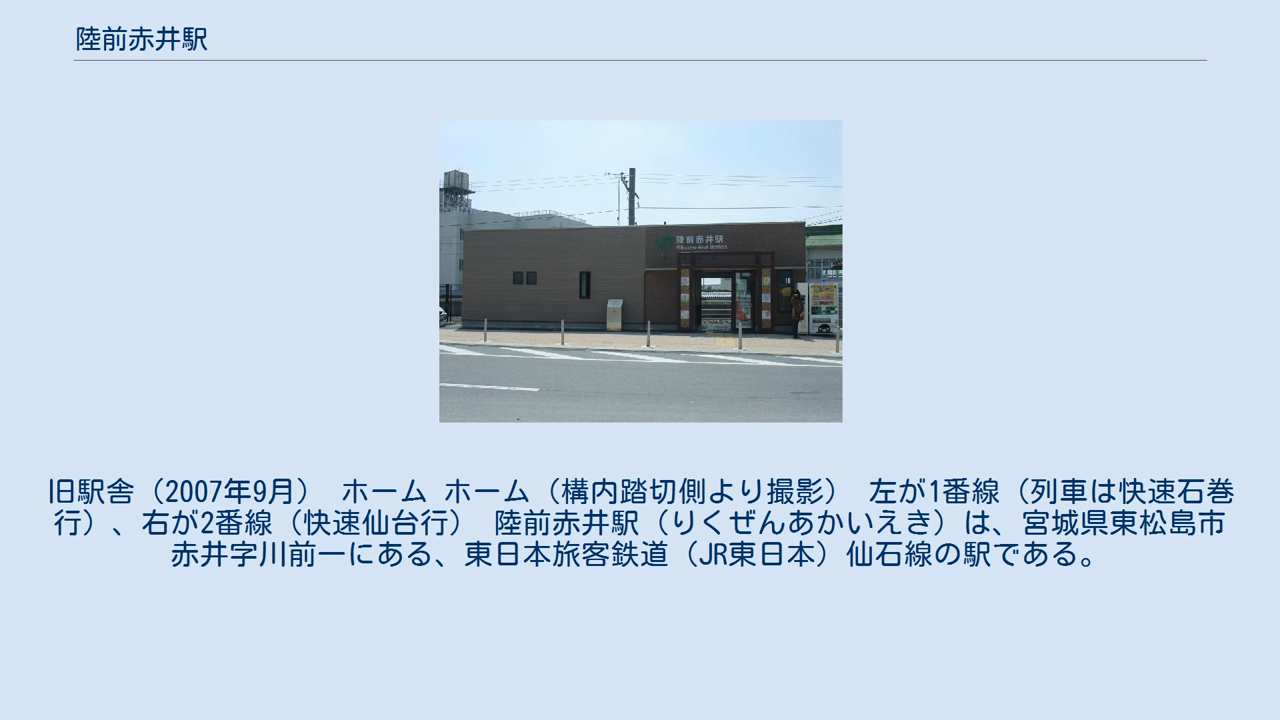 陸前赤井駅
陸前赤井駅
Rikuzen-Akai Station
旧駅舎（2007年9月） ホーム ホーム（構内踏切側より撮影） 左が1番線（列車は快速石巻
行）、右が2番線（快速仙台行） 陸前赤井駅（りくぜんあかいえき）は、宮城県東松島市
赤井字川前一にある、東日本旅客鉄道（JR東日本）仙石線の駅である。